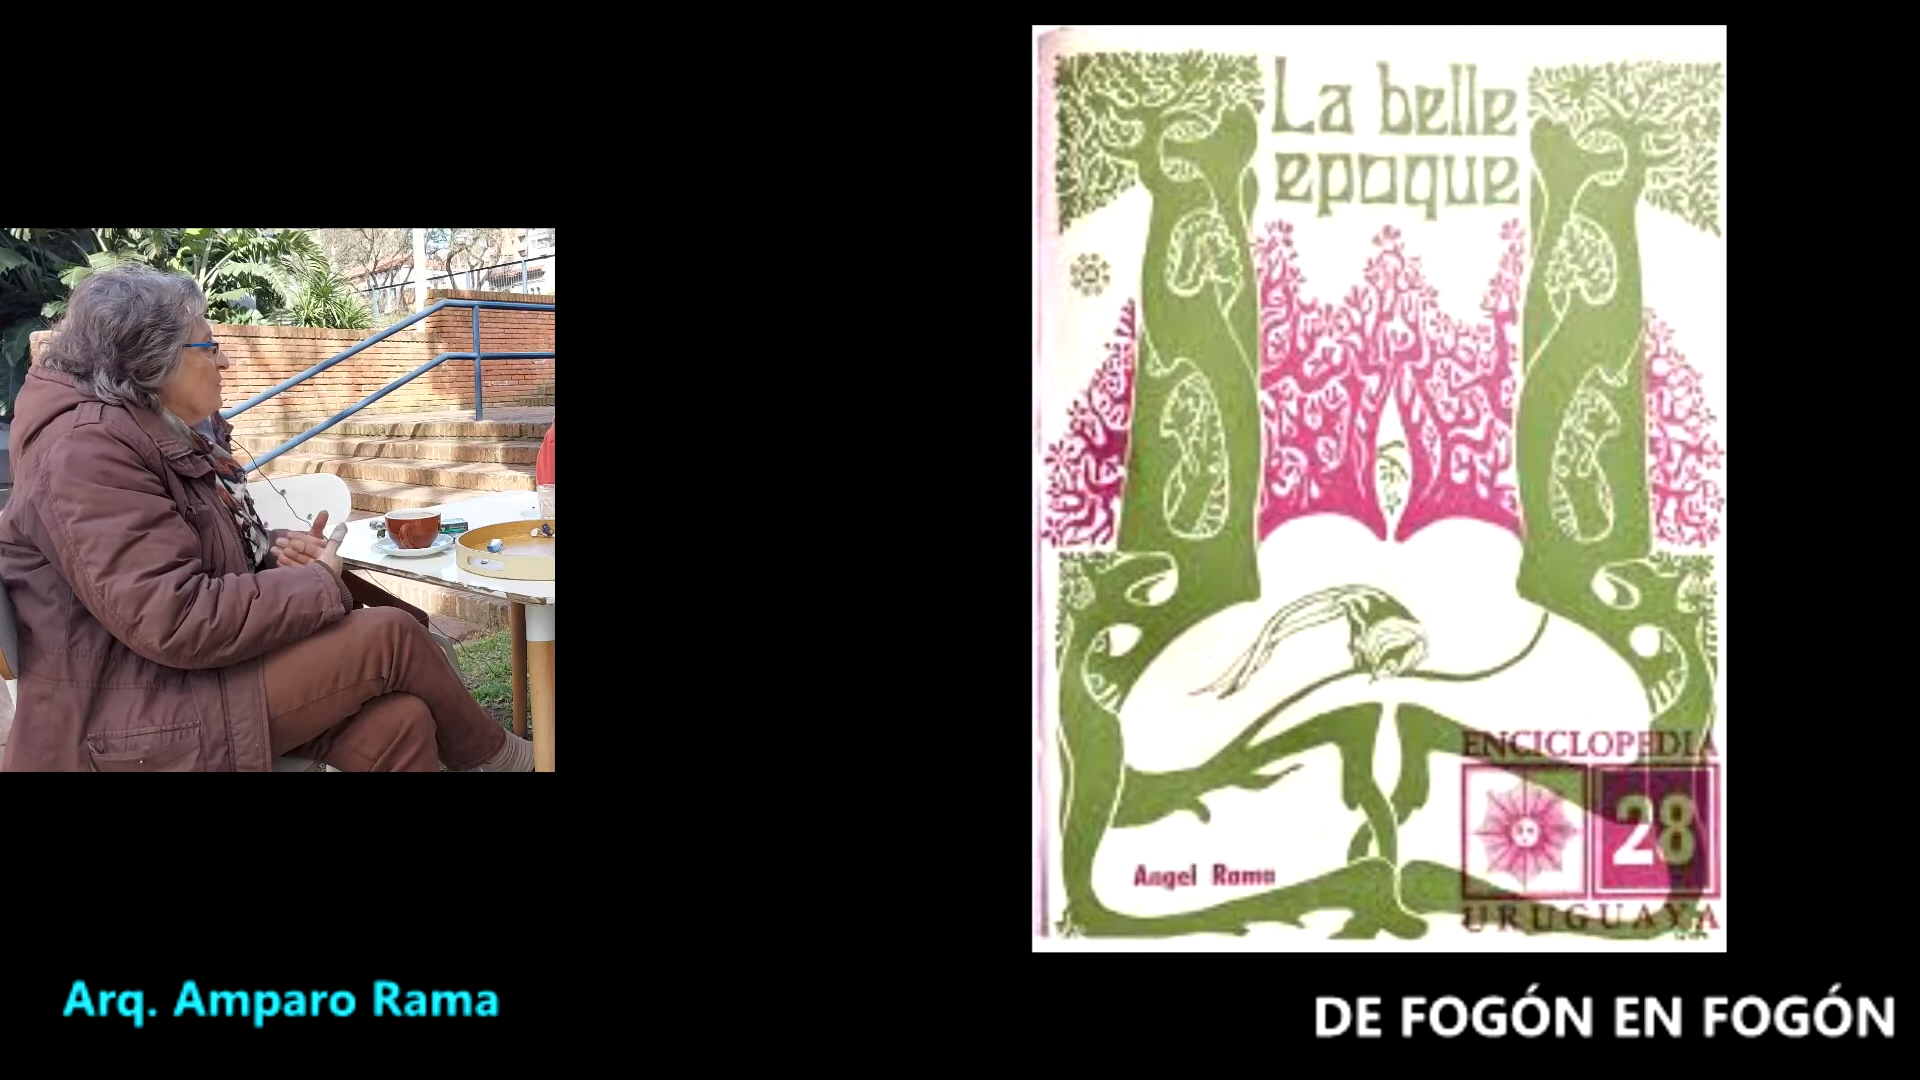 La belle
epoque
ENCICLOPEDIA
28
Angel Rama
URUGUAYA
Arq. Amparo Rama
DE FOGÓN EN FOGÓN